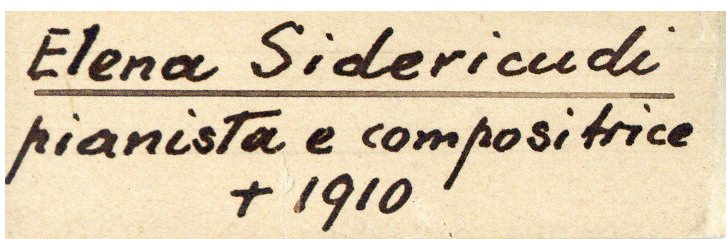 Elena Sidericudi
pianista e compositrice
+ 1910